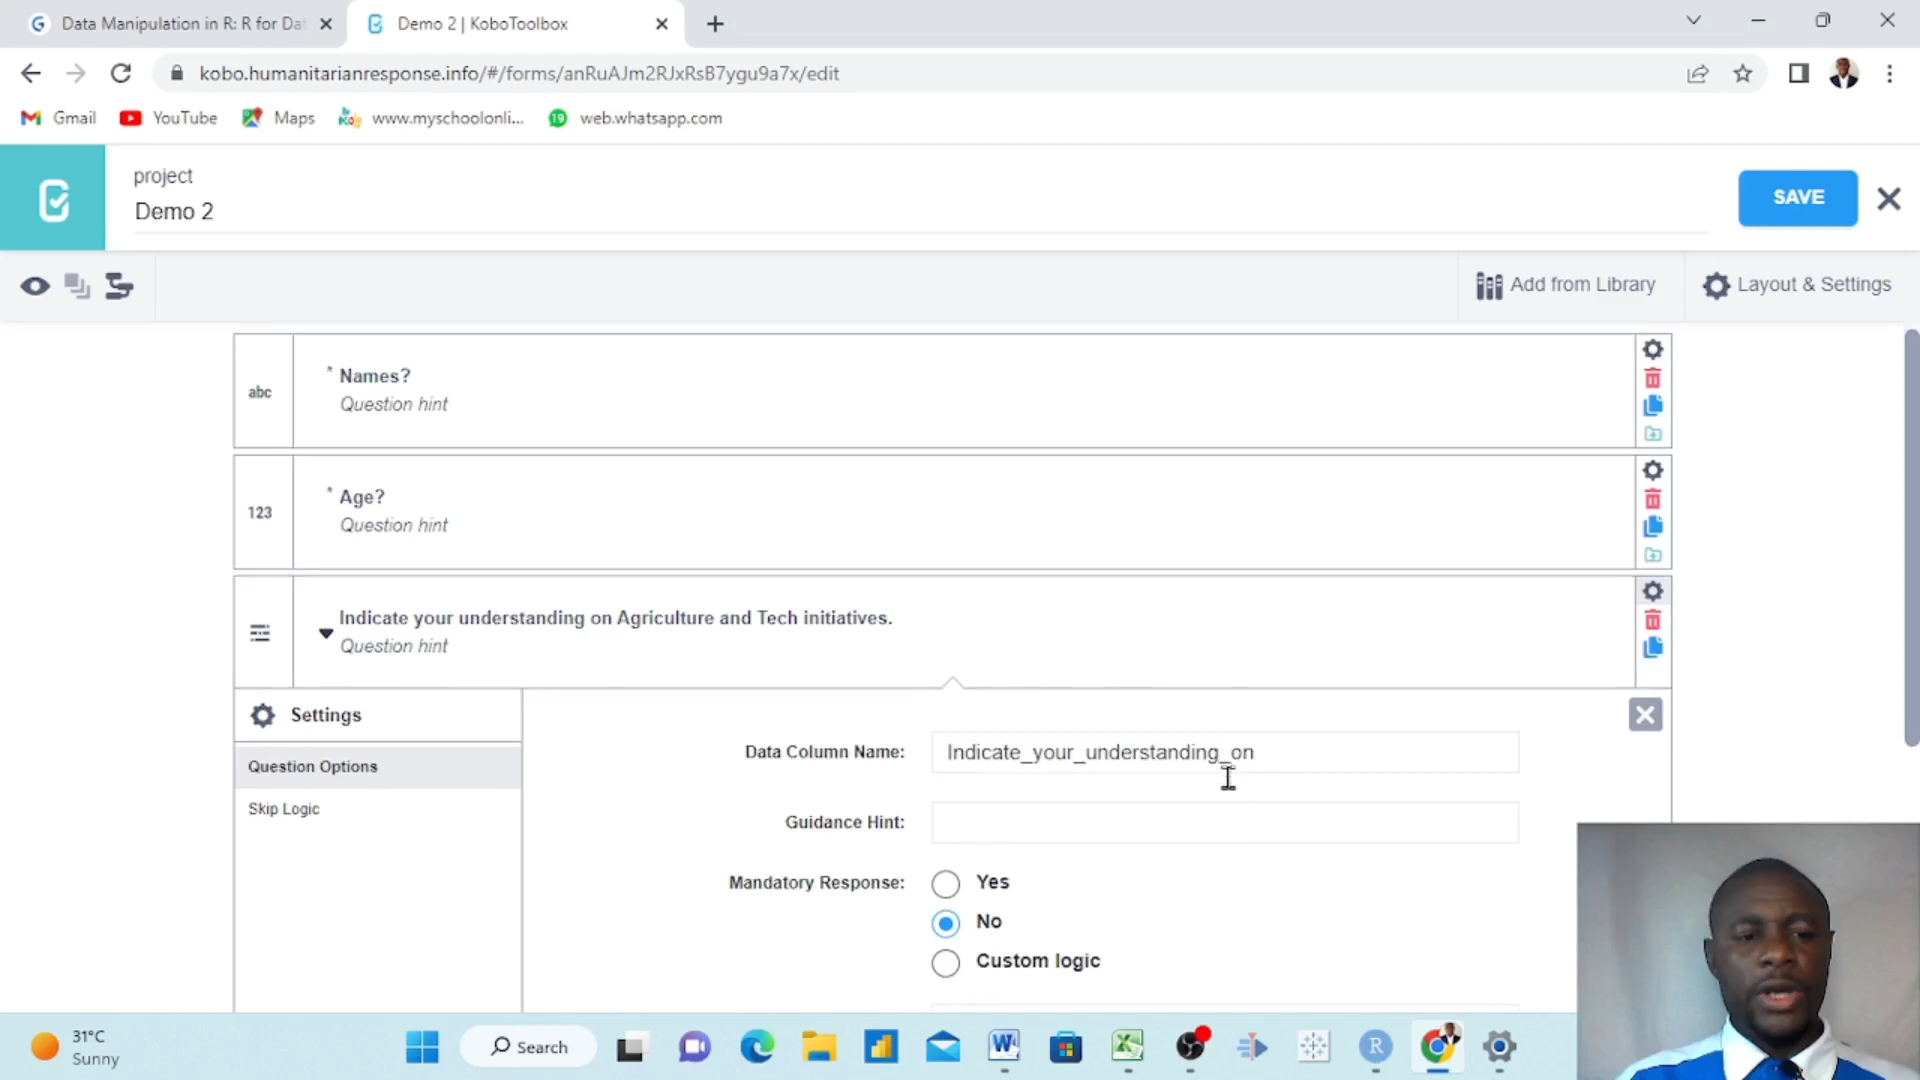 Data Manipulation in R: R for Dat
Demo 2 | KoboToolbox
kobo.humanitarianresponse.info/#/forms/anRuAJm2RJxRsB7ygu9a7x/edit
Gmail
YouTube
Maps
www.myschoolonli...
19
web.whatsapp.com
project
Demo 2
SAVE
Add from Library
Layout & Settings
abc
* Names?
Question hint
123
* Age?
Question hint
Indicate your understanding on Agriculture and Tech initiatives.
Question hint
Settings
Question Options
Skip Logic
Data Column Name:
Indicate_your_understanding_on
Guidance Hint:
Mandatory Response:
Yes
No
Custom logic
31°C
Sunny
Search